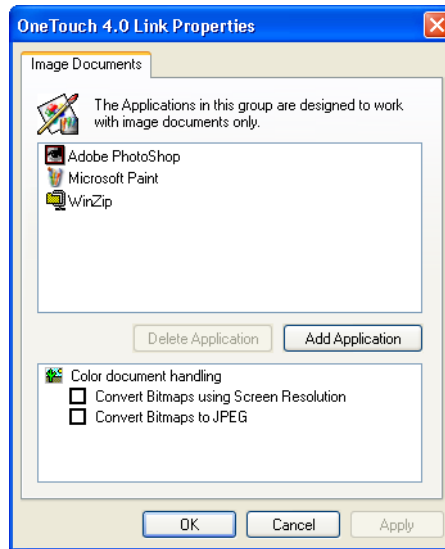 OneTouch 4.0 Link Properties
Image Documents
The Applications in this group are designed to work
with image documents only.
Adobe PhotoShop
Microsoft Paint
WinZip
Delete Application
Add Application
Color document handling
Convert Bitmaps using Screen Resolution
Convert Bitmaps to JPEG
OK
Cancel
Apply